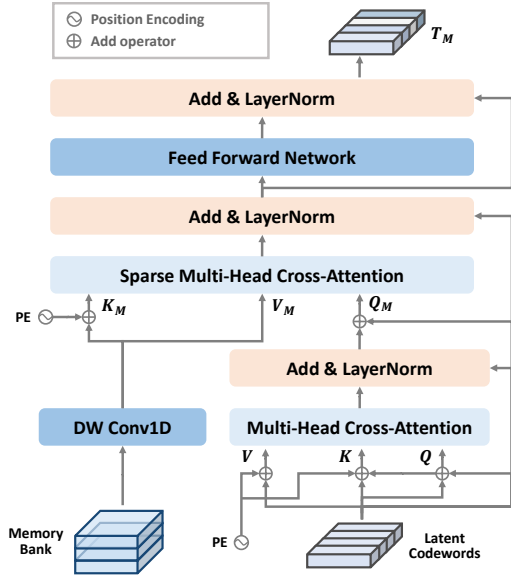 Position Encoding
Add operator
T_M
Add & LayerNorm
Feed Forward Network
Add & LayerNorm
Sparse Multi-Head Cross-Attention
K_M
V_M
Q_M
PE
Add & LayerNorm
DW Conv1D
Multi-Head Cross-Attention
V
K
Q
Memory
Bank
PE
Latent
Codewords